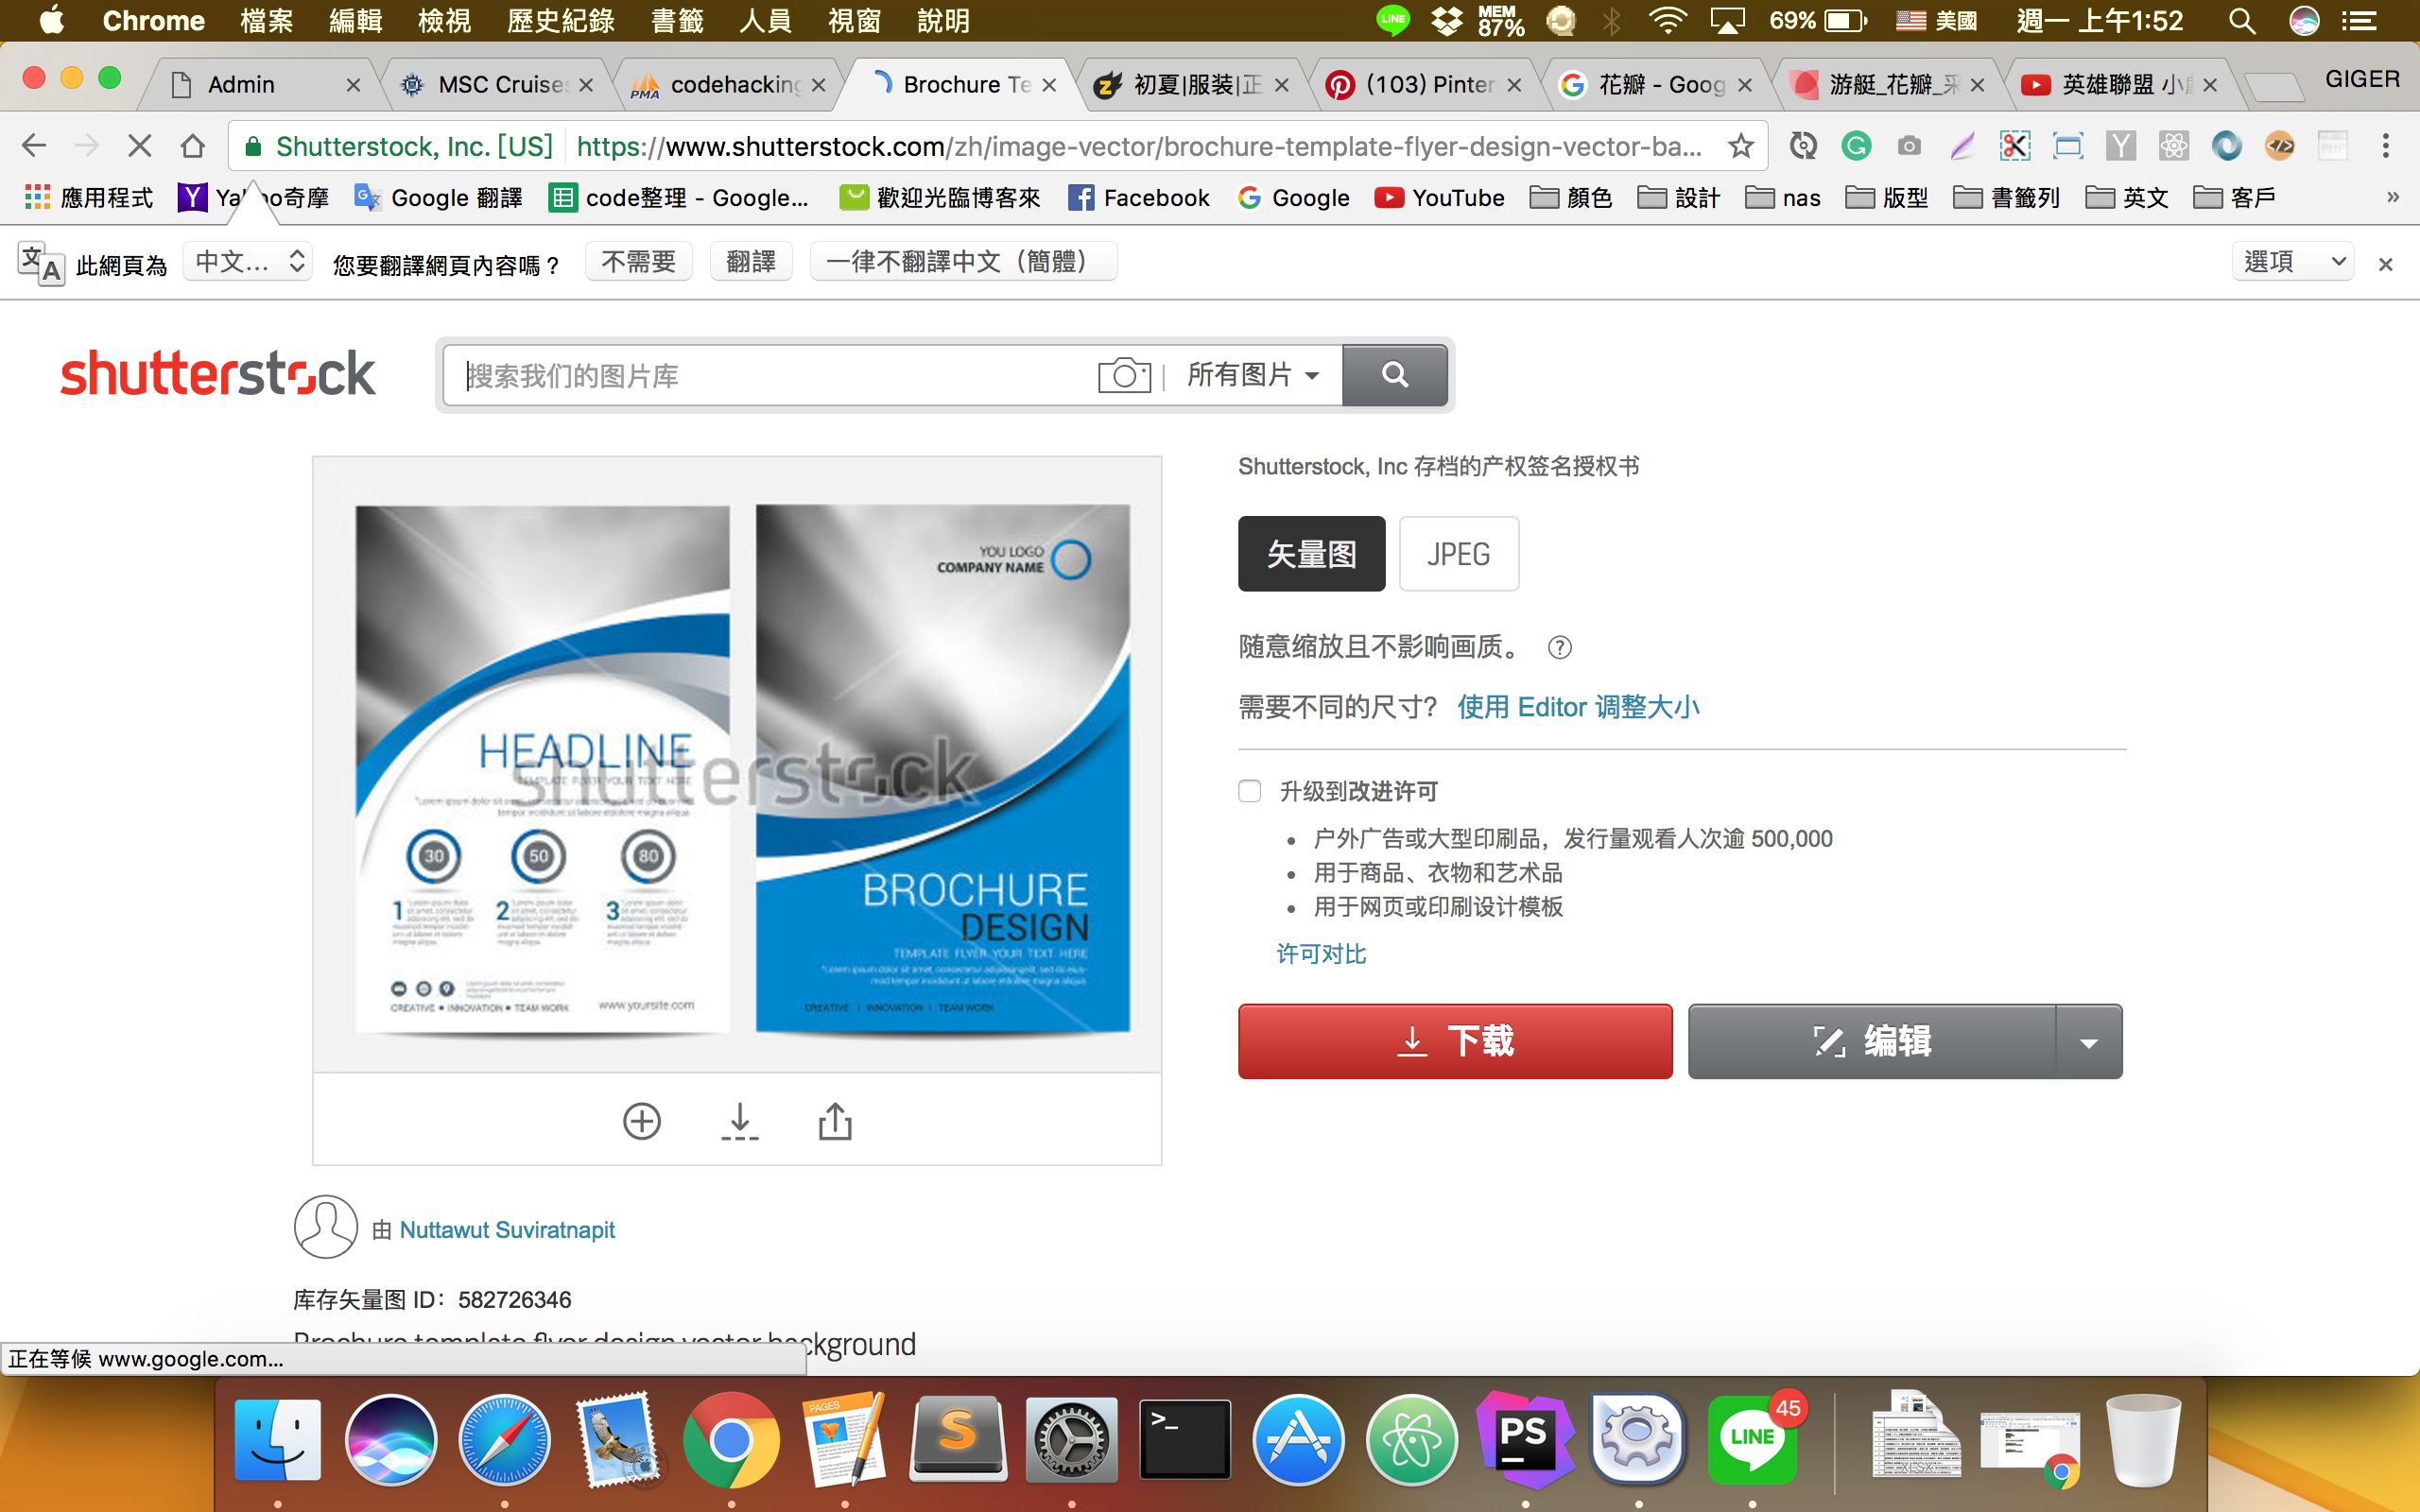 Chrome 檔案 編輯 檢視 歷史紀錄 書籤 人員 視窗 說明 LINE MEM 87% 69% 美國 週一 上午1:52
Admin MSC Cruise codehacking Brochure Te 初夏|服装|正 (103) Pinter 花瓣 - Goog 游艇_花瓣_采 英雄聯盟 小 GIGER
Shutterstock, Inc. [US] https://www.shutterstock.com/zh/image-vector/brochure-template-flyer-design-vector-ba...
應用程式 Ya oo奇摩 Google 翻譯 code整理 - Google... 歡迎光臨博客來 Facebook Google YouTube 顏色 設計 nas 版型 書籤列 英文 客戶 »
此網頁為 中文... 您要翻譯網頁內容嗎？ 不需要 翻譯 一律不翻譯中文（簡體） 選項
shutterstock
搜索我们的图片库 所有图片
Shutterstock, Inc 存档的产权签名授权书
矢量图 JPEG
随意缩放且不影响画质。
需要不同的尺寸? 使用 Editor 调整大小
升级到改进许可
• 户外广告或大型印刷品，发行量观看人次逾 500,000
• 用于商品、衣物和艺术品
• 用于网页或印刷设计模板
许可对比
下载 编辑
YOU LOGO
COMPANY NAME
HEADLINE
TEMPLATE FLYER YOUR TEXT HERE
shutterstock
30 50 80
1 2 3
CREATIVE • INNOVATION • TEAM WORK www.yoursite.com
BROCHURE
DESIGN
TEMPLATE FLYER YOUR TEXT HERE
CREATIVE | INNOVATION | TEAM WORK
由 Nuttawut Suviratnapit
库存矢量图 ID：582726346
Brochure template flyer design vector background
正在等候 www.google.com...
PAGES
S
>_
PS
LINE
45